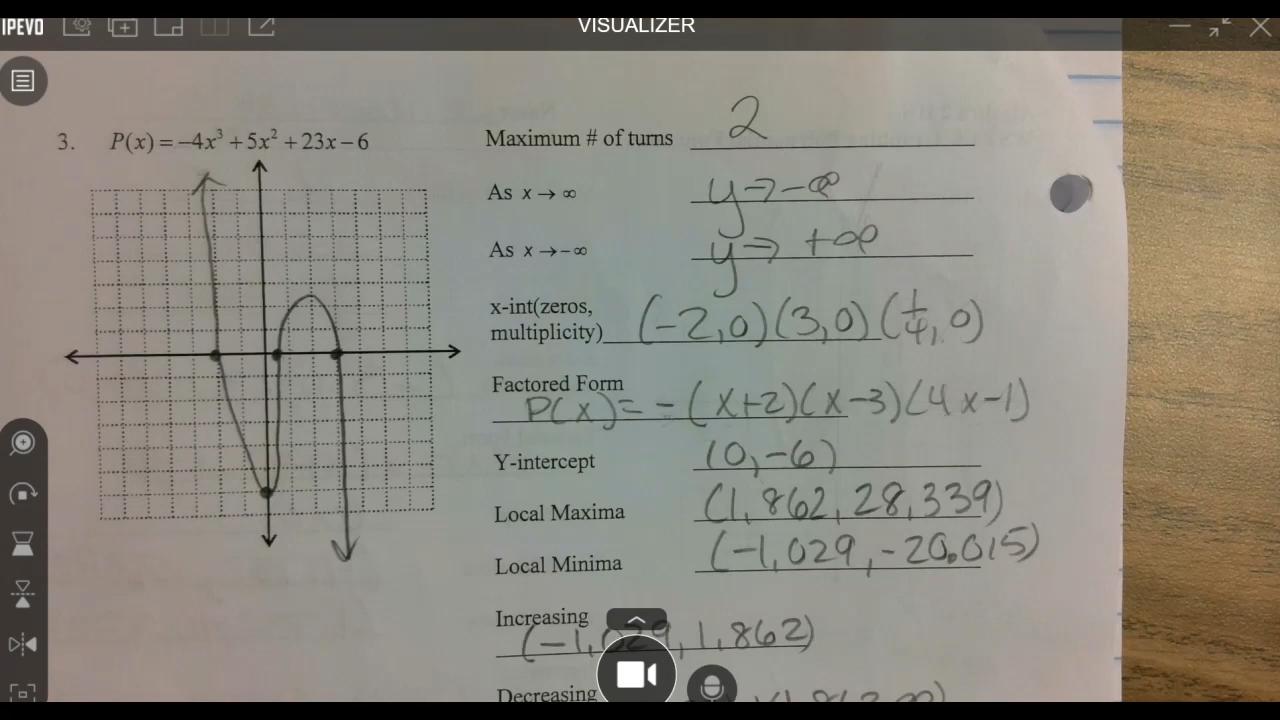 IPEVO
VISUALIZER
3. P(x) = −4x³ + 5x² + 23x − 6
Maximum # of turns 2
As x → ∞ y → −∞
As x → −∞ y → +∞
x-int(zeros,
multiplicity) (-2,0)(3,0)(1/4,0)
Factored Form
P(x) = −(x+2)(x−3)(4x−1)
Y-intercept (0,-6)
Local Maxima (1.862, 28.339)
Local Minima (-1.029, -20.015)
Increasing
(-1.029, 1.862)
Decreasing